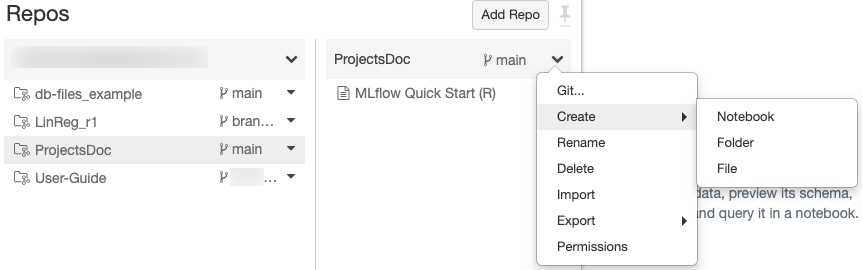 Repos
Add Repo
db-files_example main
LinReg_r1 bran...
ProjectsDoc main
User-Guide ...
ProjectsDoc main
MLflow Quick Start (R)
Git...
Create
Rename
Delete
Import
Export
Permissions
Notebook
Folder
File
data, preview its schema,
and query it in a notebook.